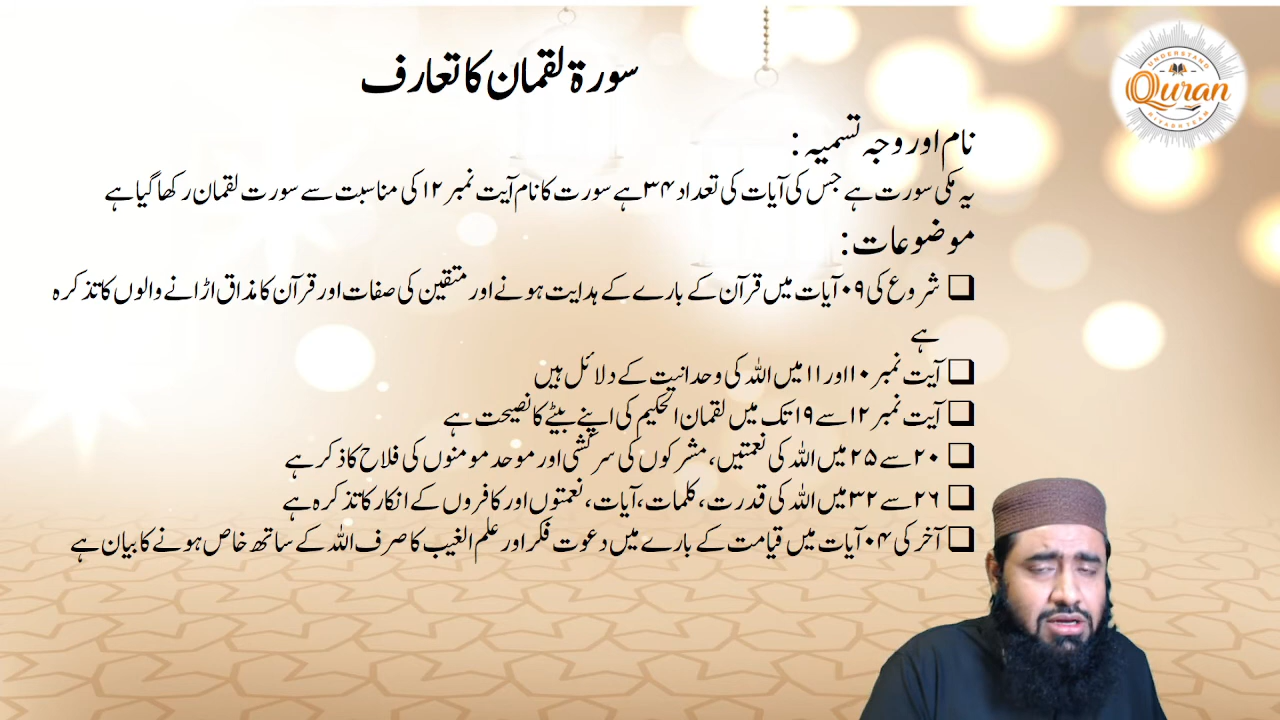 سورۃ لقمان کا تعارف
UNDERSTAND
Quran
RIYADH TEAM
نام اور وجہ تسمیہ :
یہ مکی سورت ہے جس کی آیات کی تعداد ۳۴ ہے سورت کا نام آیت نمبر ۱۲ کی مناسبت سے سورت لقمان رکھا گیا ہے
موضوعات:
❑ شروع کی ۰۹ آیات میں قرآن کے بارے کے ہدایت ہونے اور متقین کی صفات اور قرآن کا مذاق اڑانے والوں کا تذکرہ
ہے
❑ آیت نمبر ۱۰ اور ۱۱ میں اللہ کی وحدانیت کے دلائل ہیں
❑ آیت نمبر ۱۲ سے ۱۹ تک میں لقمان الحکیم کی اپنے بیٹے کا نصیحت ہے
❑ ۲۰ سے ۲۵ میں اللہ کی نعمتیں، مشرکوں کی سرکشی اور موحد مومنوں کی فلاح کا ذکر ہے
❑ ۲۶ سے ۳۲ میں اللہ کی قدرت، کلمات، آیات، نعمتوں اور کافروں کے انکار کا تذکرہ ہے
❑ آخر کی ۰۴ آیات میں قیامت کے بارے میں دعوت فکر اور علم الغیب کا صرف اللہ کے ساتھ خاص ہونے کا بیان ہے